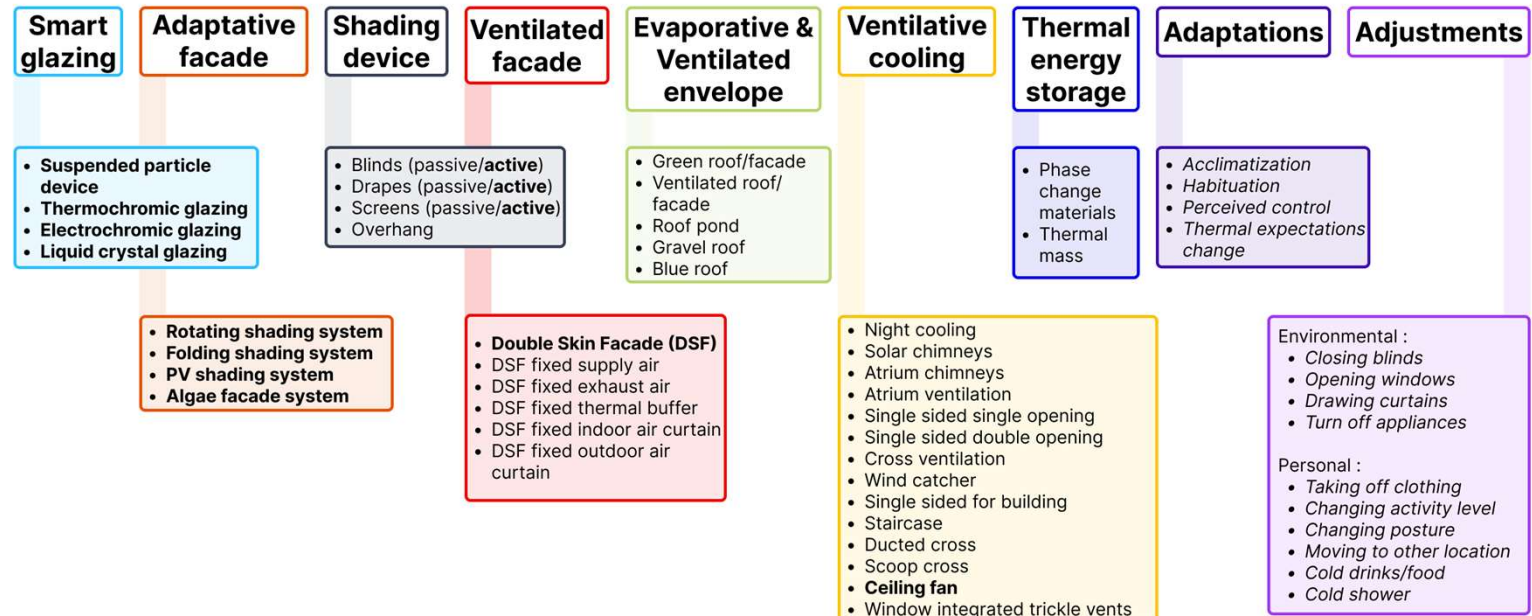 Smart
glazing
Adaptative
facade
Shading
device
Ventilated
facade
Evaporative &
Ventilated
envelope
Ventilative
cooling
Thermal
energy
storage
Adaptations
Adjustments
• Suspended particle
device
• Thermochromic glazing
• Electrochromic glazing
• Liquid crystal glazing
• Blinds (passive/active)
• Drapes (passive/active)
• Screens (passive/active)
• Overhang
• Green roof/facade
• Ventilated roof/
facade
• Roof pond
• Gravel roof
• Blue roof
• Phase
change
materials
• Thermal
mass
• Acclimatization
• Habituation
• Perceived control
• Thermal expectations
change
• Rotating shading system
• Folding shading system
• PV shading system
• Algae facade system
• Double Skin Facade (DSF)
• DSF fixed supply air
• DSF fixed exhaust air
• DSF fixed thermal buffer
• DSF fixed indoor air curtain
• DSF fixed outdoor air
curtain
• Night cooling
• Solar chimneys
• Atrium chimneys
• Atrium ventilation
• Single sided single opening
• Single sided double opening
• Cross ventilation
• Wind catcher
• Single sided for building
• Staircase
• Ducted cross
• Scoop cross
• Ceiling fan
• Window integrated trickle vents
Environmental :
• Closing blinds
• Opening windows
• Drawing curtains
• Turn off appliances
Personal :
• Taking off clothing
• Changing activity level
• Changing posture
• Moving to other location
• Cold drinks/food
• Cold shower